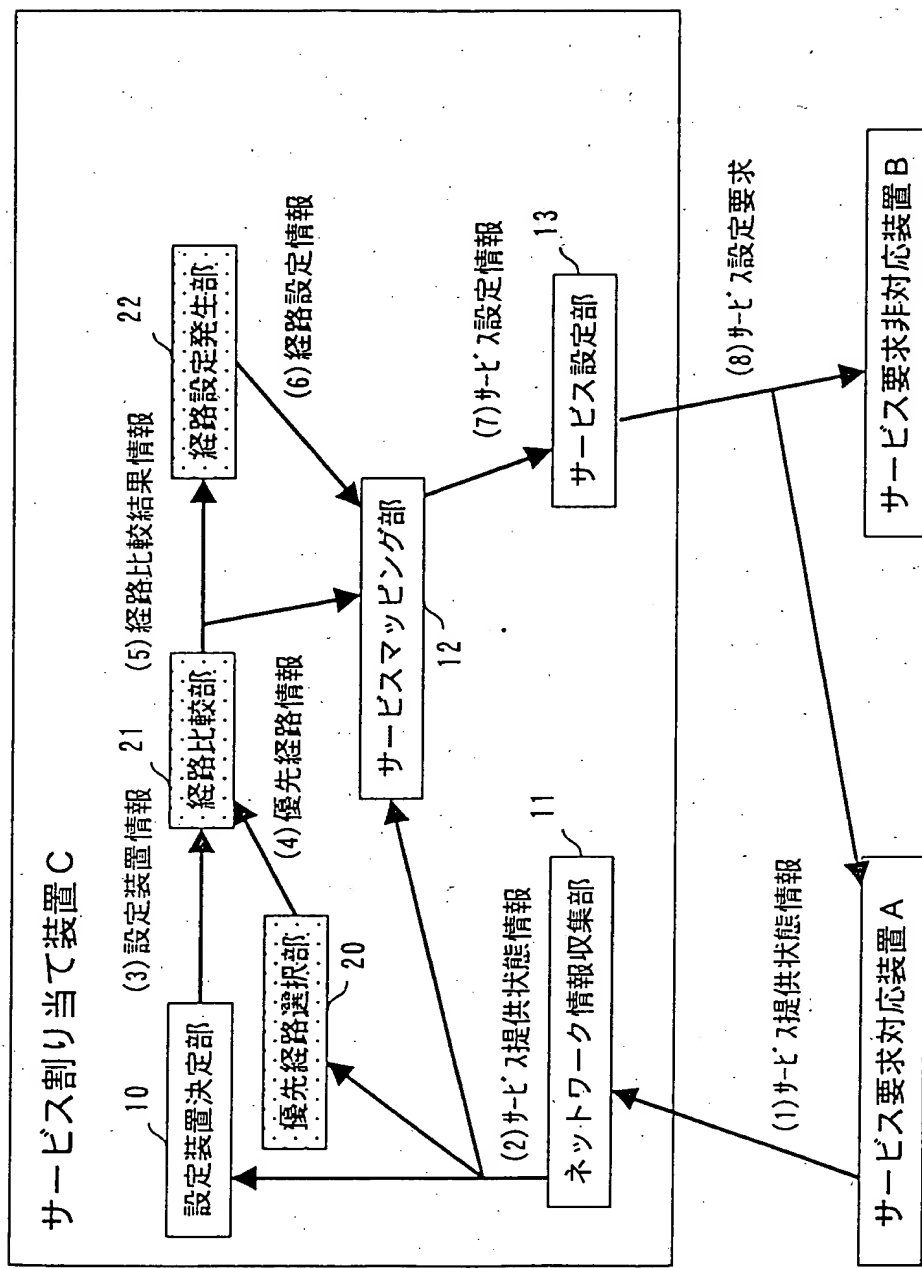 サービス割り当て装置C
10
設定装置決定部
(3)設定装置情報
21
経路比較部
(5)経路比較結果情報
22
経路設定発生部
優先経路選択部
20
(4)優先経路情報
(6)経路設定情報
サービスマッピング部
12
(2)サービス提供状態情報
11
ネットワーク情報収集部
(7)サービス設定情報
13
サービス設定部
(1)サービス提供状態情報
(8)サービス設定要求
サービス要求対応装置A
サービス要求非対応装置B